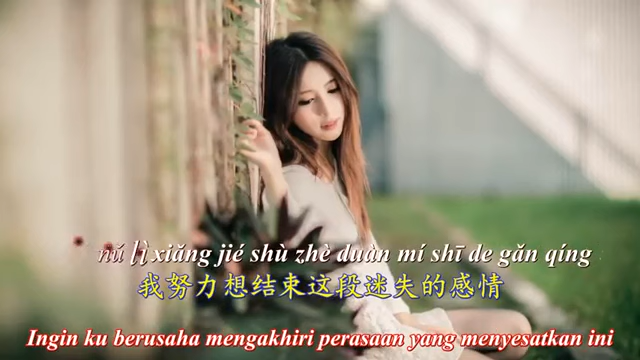 nǔ lì xiǎng jié shù zhè duàn mí shī de gǎn qíng
我努力想结束这段迷失的感情
Ingin ku berusaha mengakhiri perasaan yang menyesatkan ini